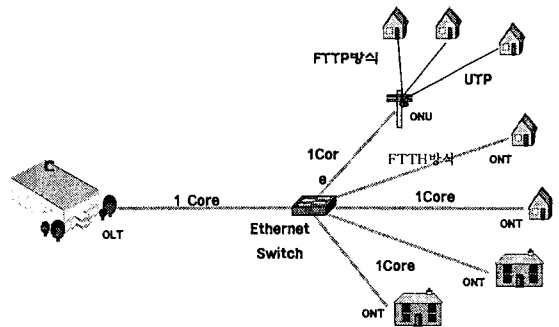 FTTP방식
UTP
ONU
1Cor
e
FTTH방식
ONT
1 Core
1Core
ONT
OLT
Ethernet
Switch
1Core
ONT
ONT